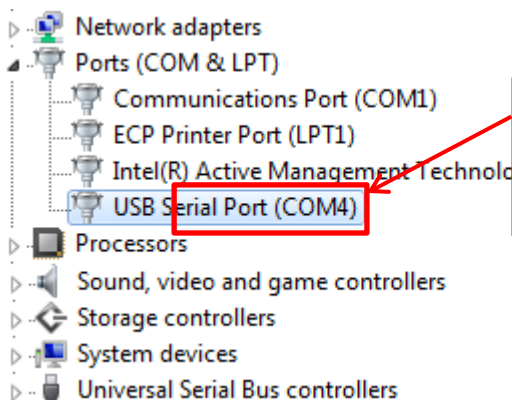 Network adapters
Ports (COM & LPT)
Communications Port (COM1)
ECP Printer Port (LPT1)
Intel(R) Active Management Technolo
USB Serial Port (COM4)
Processors
Sound, video and game controllers
Storage controllers
System devices
Universal Serial Bus controllers